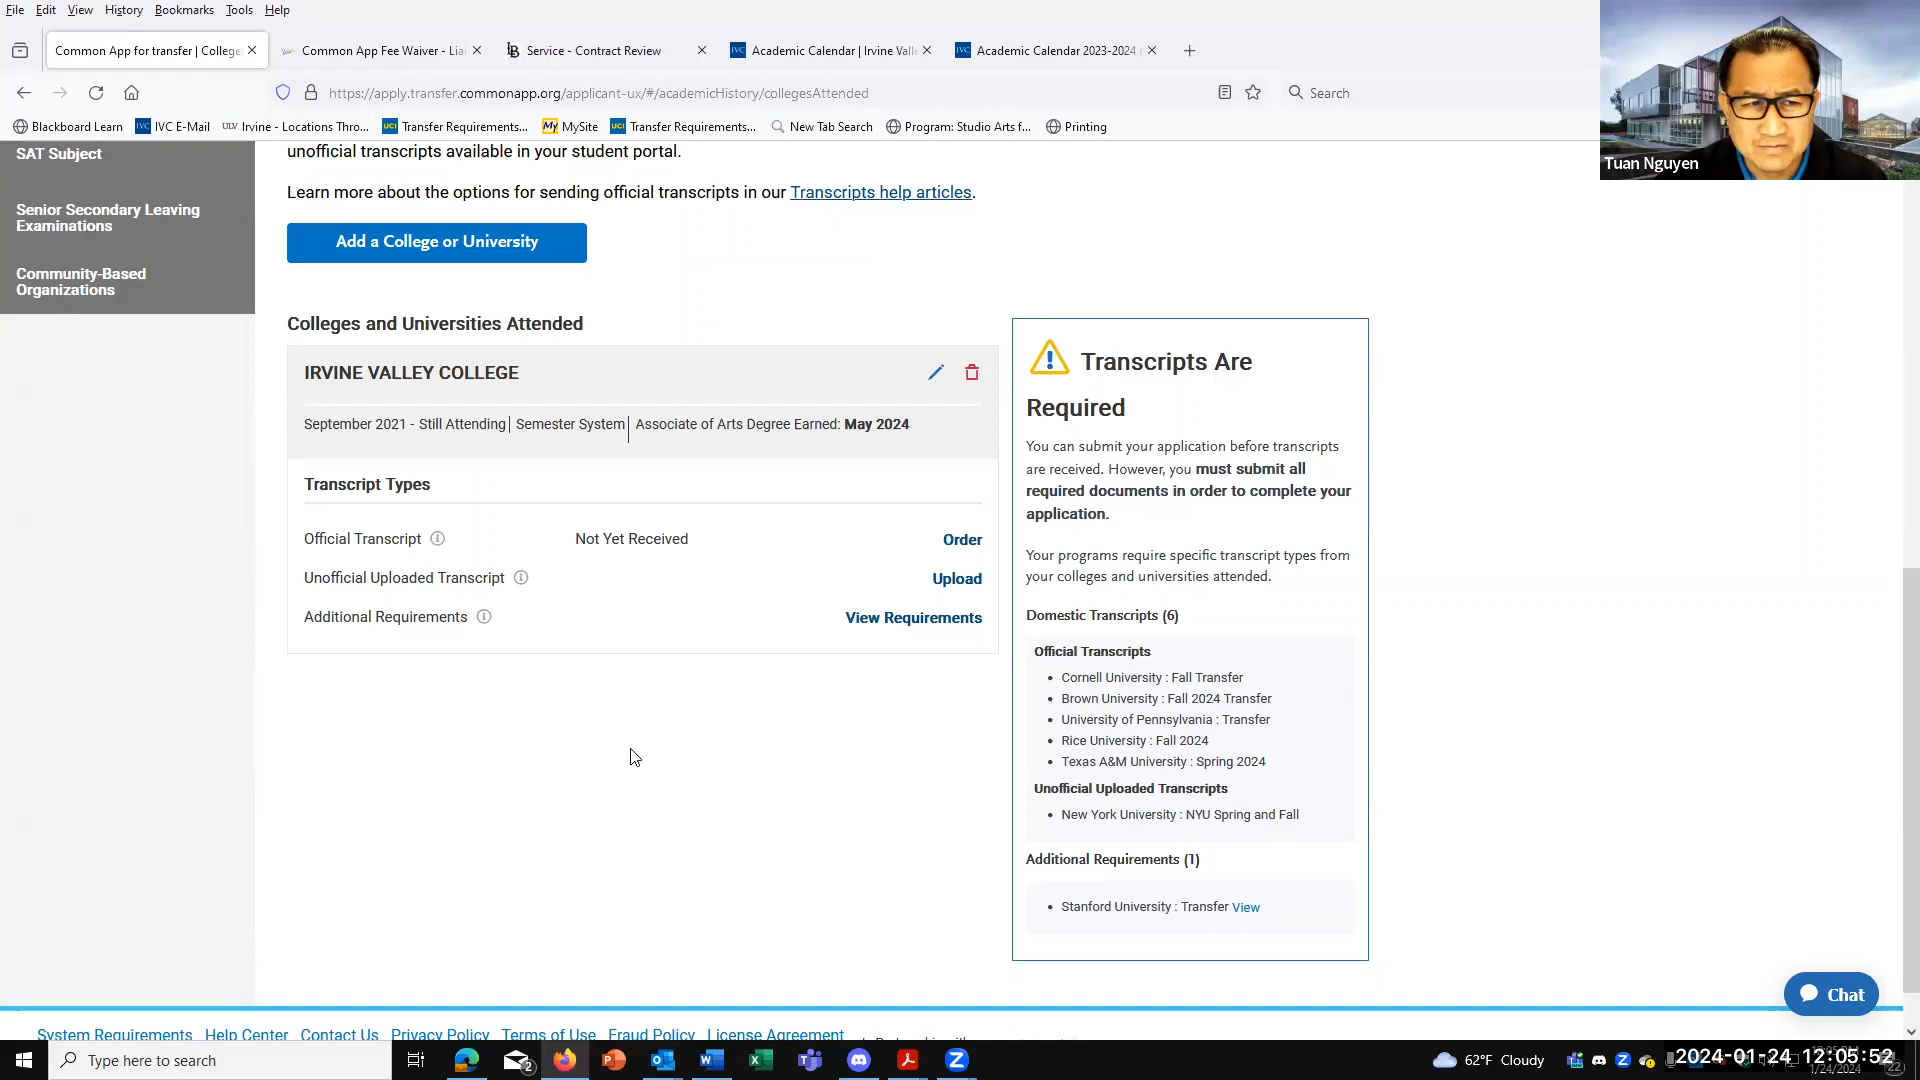 File Edit View History Bookmarks Tools Help
Common App for transfer | College
Common App Fee Waiver - Lia
Service - Contract Review
Academic Calendar | Irvine Valle
Academic Calendar 2023-2024
https://apply.transfer.commonapp.org/applicant-ux/#/academicHistory/collegesAttended
Search
Blackboard Learn IVC E-Mail Irvine - Locations Thro... Transfer Requirements... MySite Transfer Requirements... New Tab Search Program: Studio Arts f... Printing
Tuan Nguyen
SAT Subject
Senior Secondary Leaving
Examinations
Community-Based
Organizations
unofficial transcripts available in your student portal.
Learn more about the options for sending official transcripts in our Transcripts help articles.
Add a College or University
Colleges and Universities Attended
IRVINE VALLEY COLLEGE
September 2021 - Still Attending | Semester System | Associate of Arts Degree Earned: May 2024
Transcript Types
Official Transcript Not Yet Received Order
Unofficial Uploaded Transcript Upload
Additional Requirements View Requirements
Transcripts Are
Required
You can submit your application before transcripts
are received. However, you must submit all
required documents in order to complete your
application.
Your programs require specific transcript types from
your colleges and universities attended.
Domestic Transcripts (6)
Official Transcripts
Cornell University : Fall Transfer
Brown University : Fall 2024 Transfer
University of Pennsylvania : Transfer
Rice University : Fall 2024
Texas A&M University : Spring 2024
Unofficial Uploaded Transcripts
New York University : NYU Spring and Fall
Additional Requirements (1)
Stanford University : Transfer View
Chat
System Requirements Help Center Contact Us Privacy Policy Terms of Use Fraud Policy License Agreement
Type here to search
62°F Cloudy
2024-01-24 12:05:52
1/24/2024